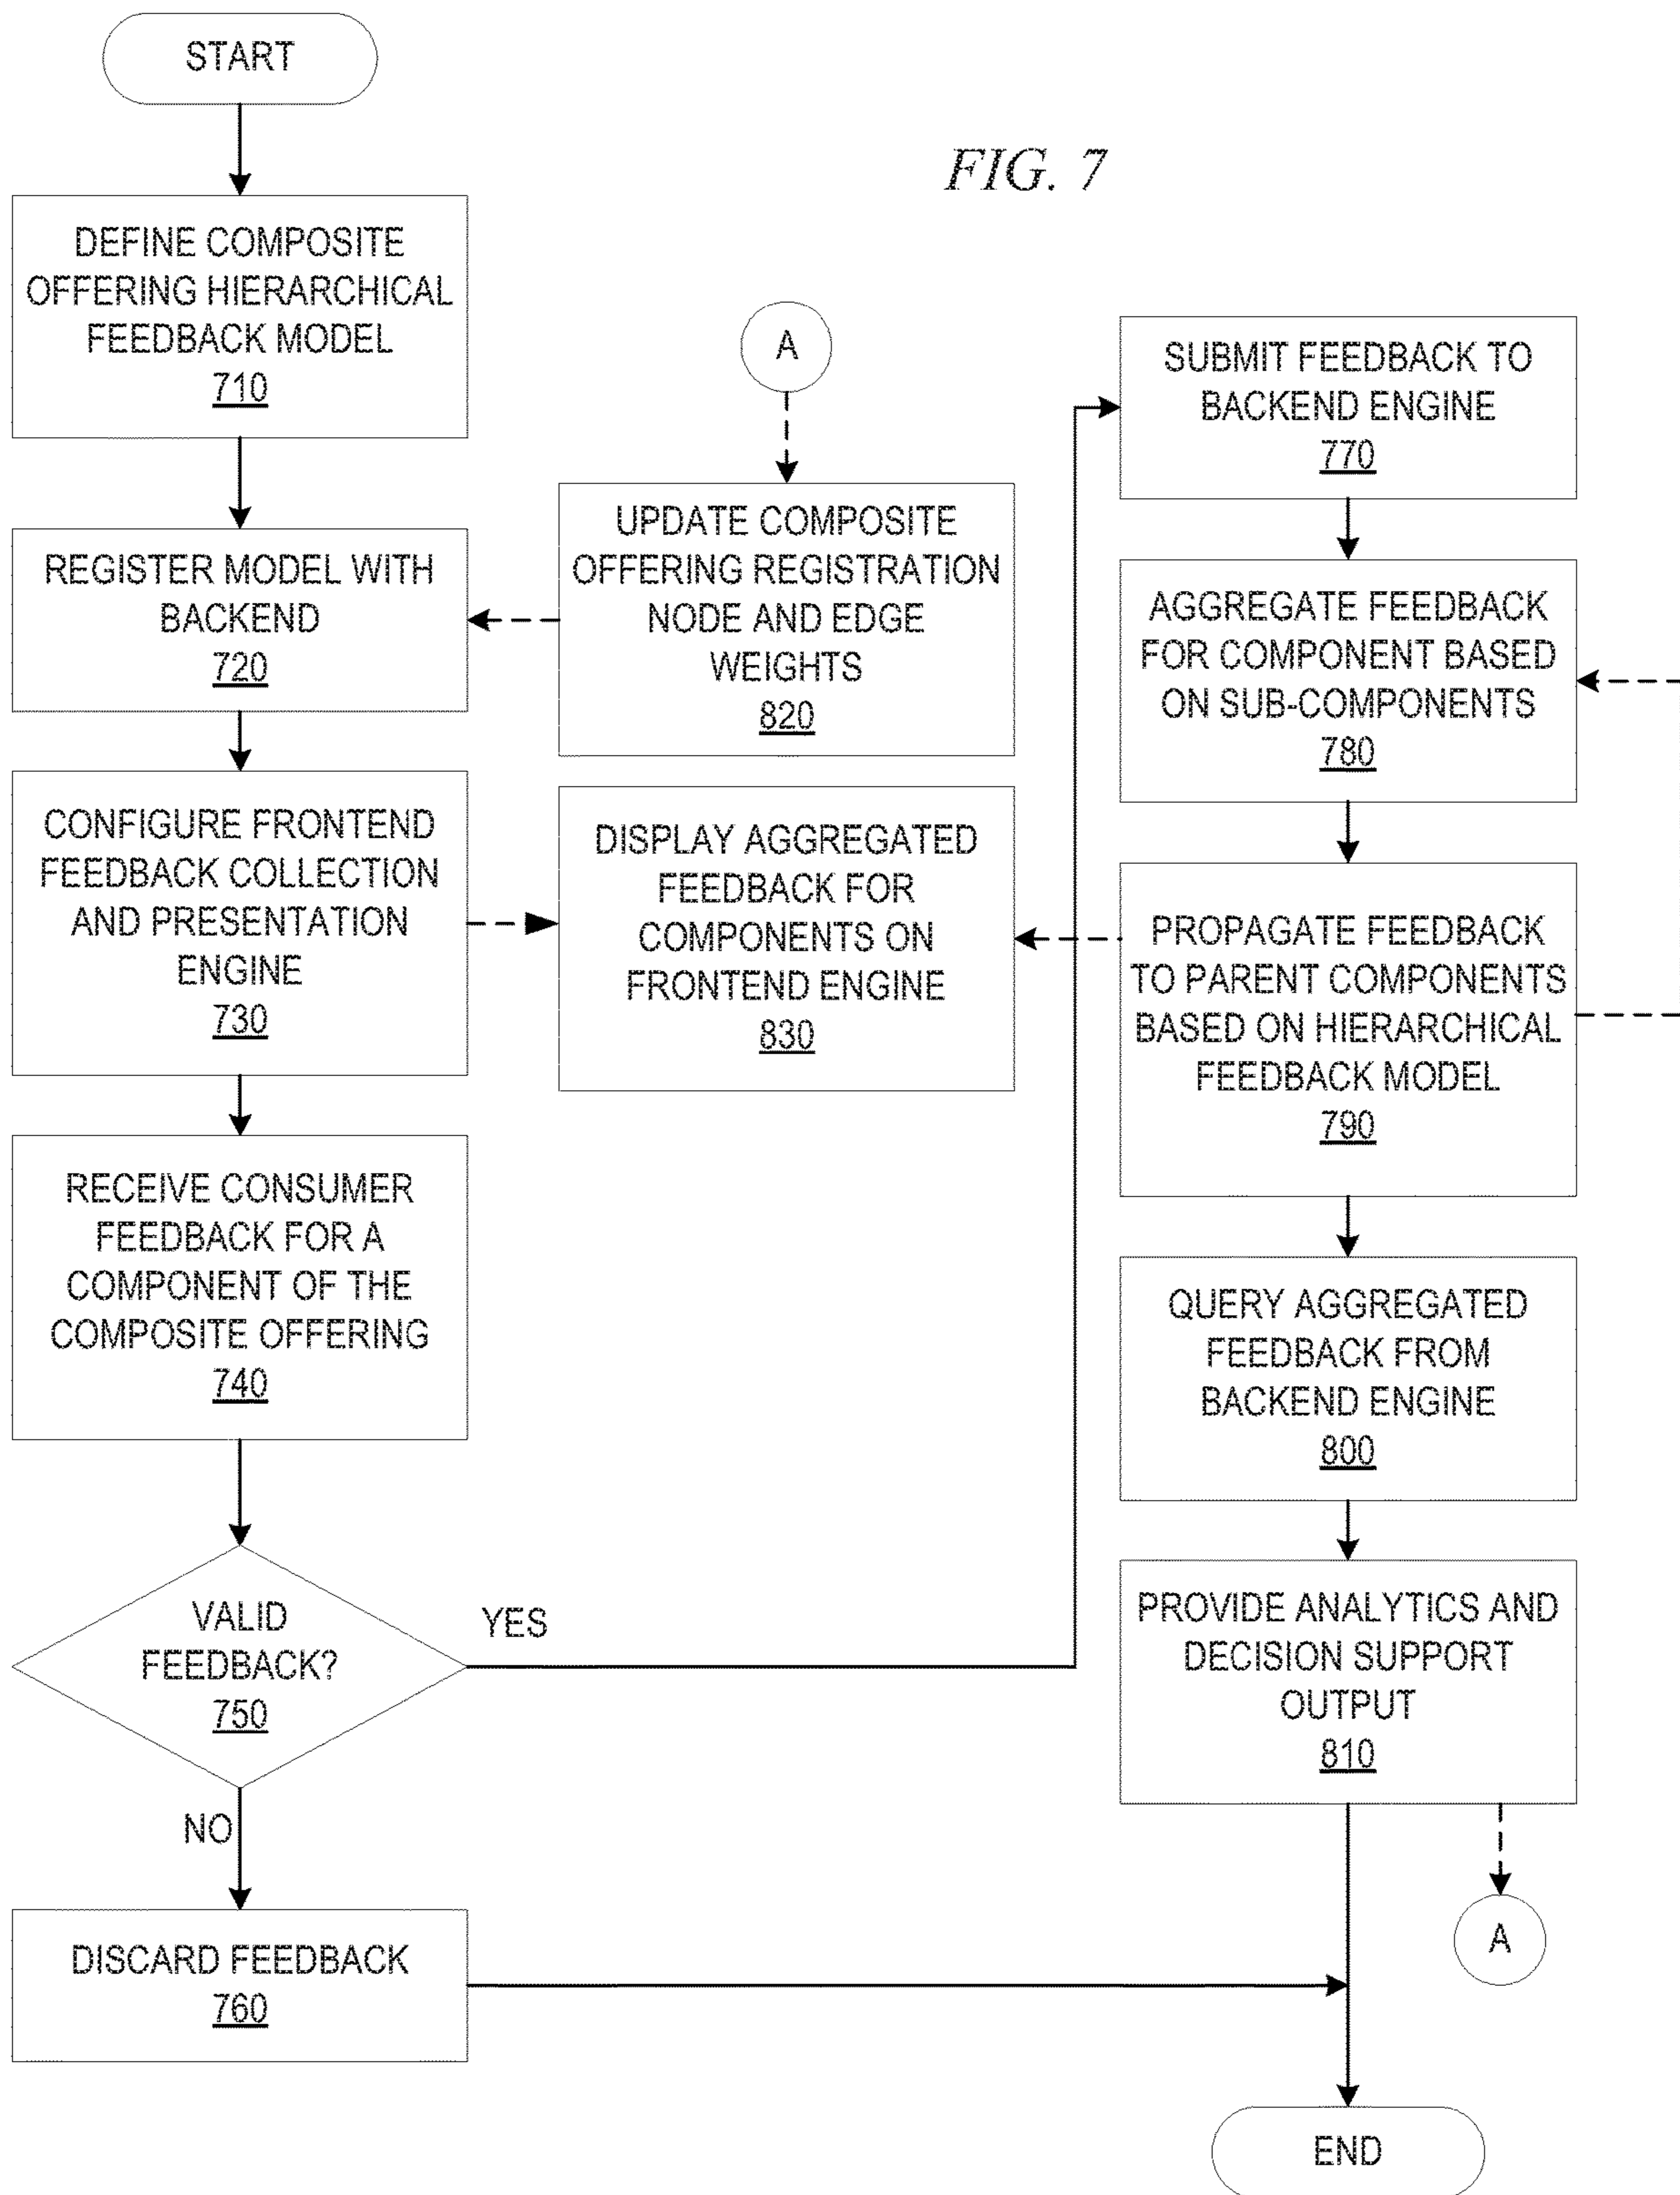 START
FIG. 7
DEFINE COMPOSITE
OFFERING HIERARCHICAL
FEEDBACK MODEL
710
REGISTER MODEL WITH
BACKEND
720
CONFIGURE FRONTEND
FEEDBACK COLLECTION
AND PRESENTATION
ENGINE
730
RECEIVE CONSUMER
FEEDBACK FOR A
COMPONENT OF THE
COMPOSITE OFFERING
740
VALID
FEEDBACK?
750
YES
NO
DISCARD FEEDBACK
760
A
UPDATE COMPOSITE
OFFERING REGISTRATION
NODE AND EDGE
WEIGHTS
820
DISPLAY AGGREGATED
FEEDBACK FOR
COMPONENTS ON
FRONTEND ENGINE
830
SUBMIT FEEDBACK TO
BACKEND ENGINE
770
AGGREGATE FEEDBACK
FOR COMPONENT BASED
ON SUB-COMPONENTS
780
PROPAGATE FEEDBACK
TO PARENT COMPONENTS
BASED ON HIERARCHICAL
FEEDBACK MODEL
790
QUERY AGGREGATED
FEEDBACK FROM
BACKEND ENGINE
800
PROVIDE ANALYTICS AND
DECISION SUPPORT
OUTPUT
810
A
END